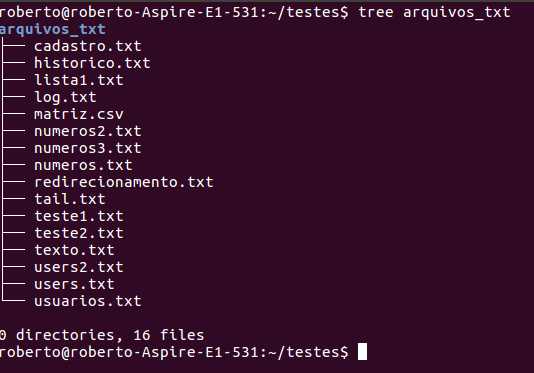 roberto@roberto-Aspire-E1-531:~/testes$ tree arquivos_txt
arquivos_txt
├── cadastro.txt
├── historico.txt
├── lista1.txt
├── log.txt
├── matriz.csv
├── numeros2.txt
├── numeros3.txt
├── numeros.txt
├── redirecionamento.txt
├── tail.txt
├── teste1.txt
├── teste2.txt
├── texto.txt
├── users2.txt
├── users.txt
└── usuarios.txt
0 directories, 16 files
roberto@roberto-Aspire-E1-531:~/testes$